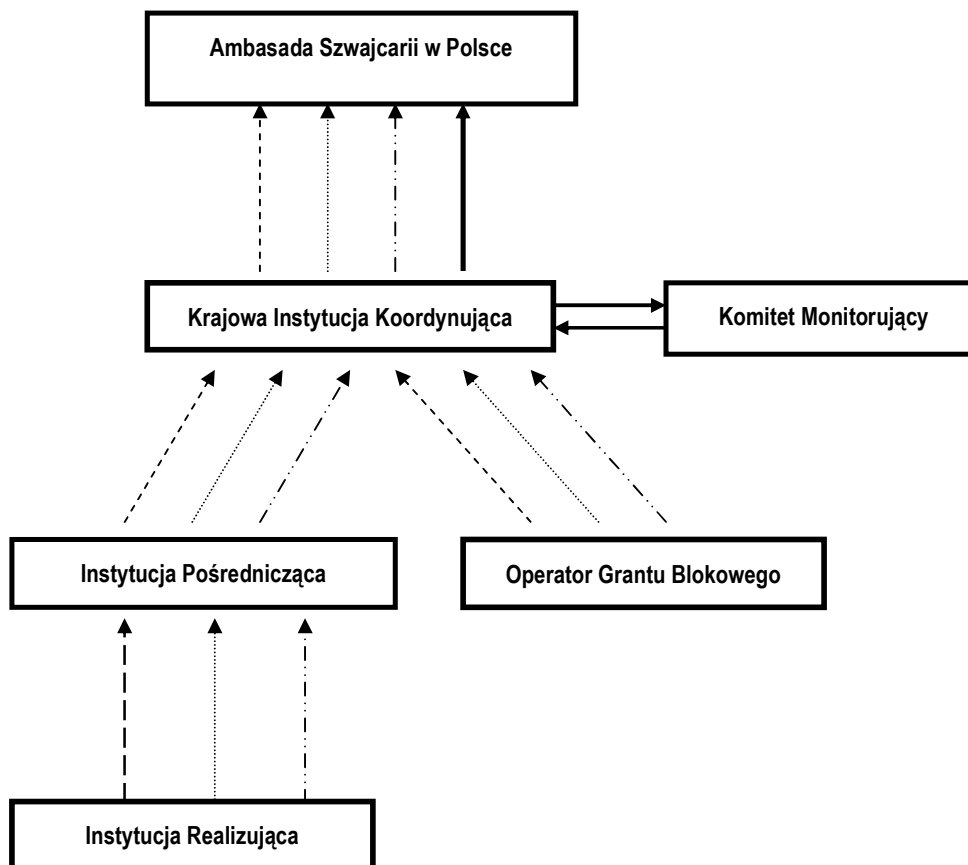 Ambasada Szwajcarii w Polsce
Krajowa Instytucja Koordynująca
Komitet Monitorujący
Instytucja Pośrednicząca
Operator Grantu Blokowego
Instytucja Realizująca